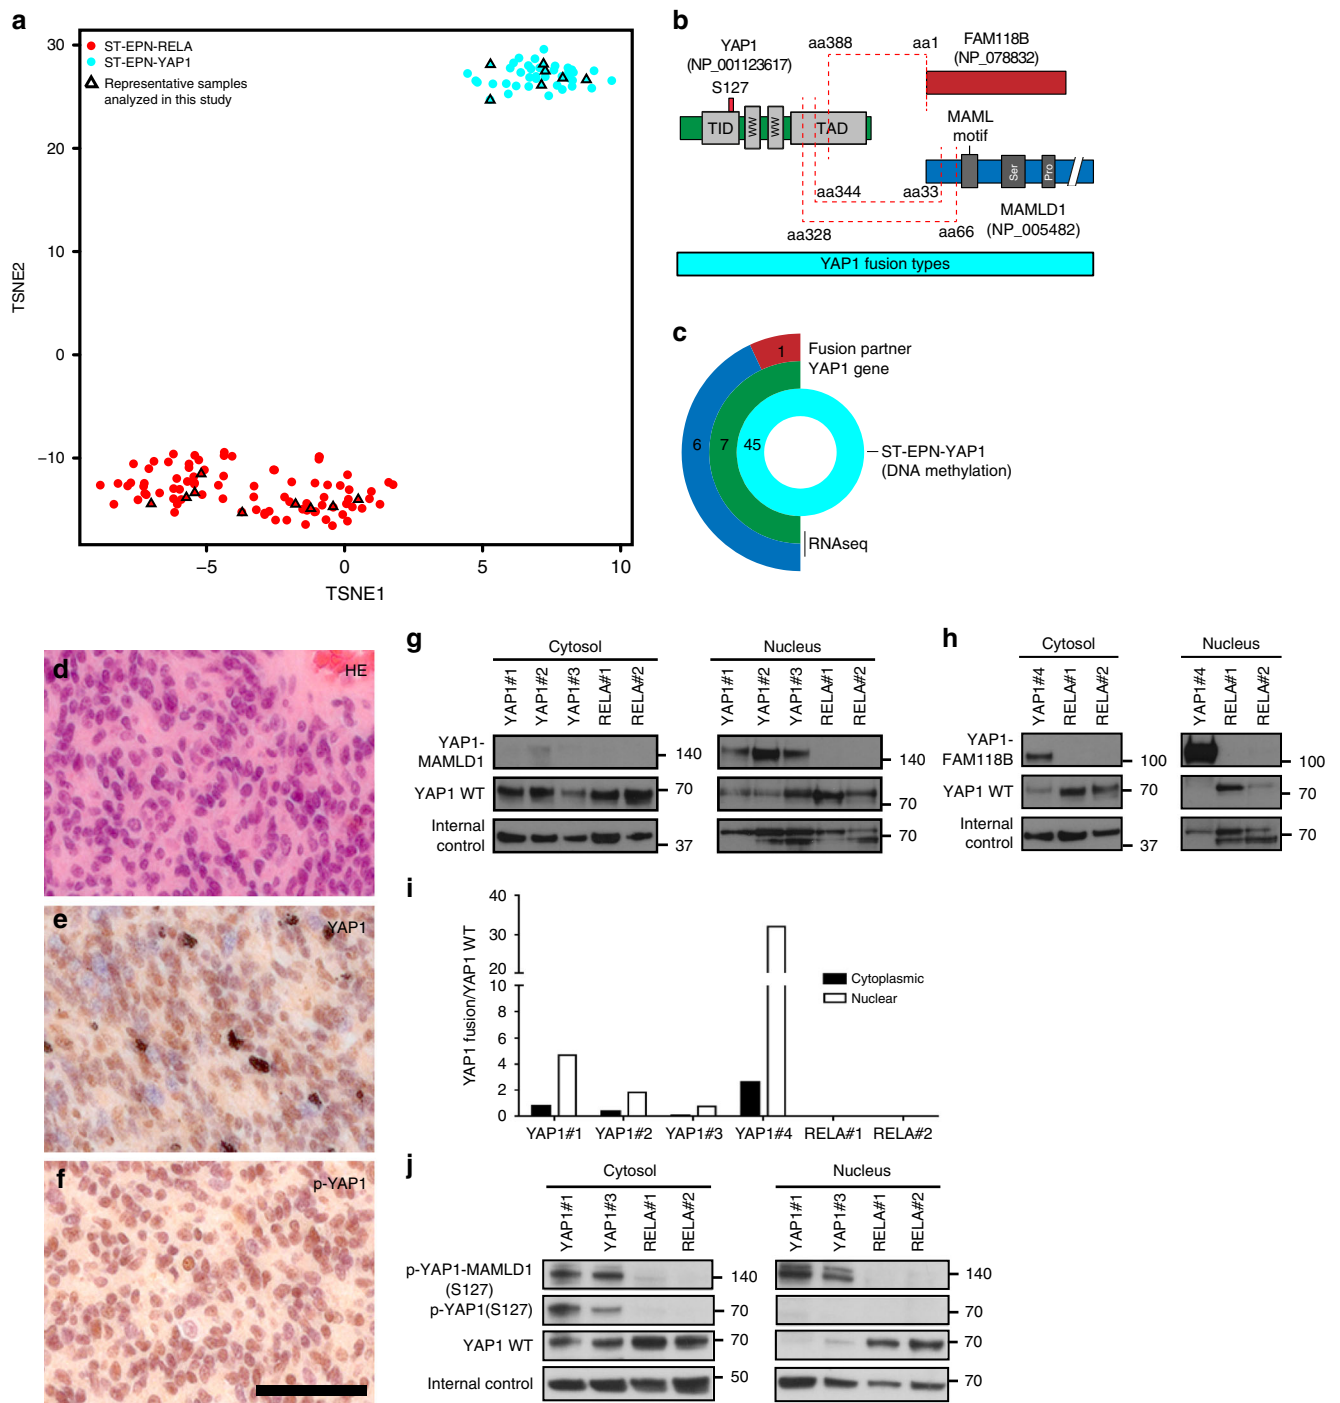 a
ST-EPN-RELA
ST-EPN-YAP1
Representative samples
analyzed in this study
30
20
10
0
−10
TSNE2
−5
0
5
10
TSNE1
b
YAP1
(NP_001123617)
S127
aa388
aa1
FAM118B
(NP_078832)
TID
WW
WW
TAD
MAML
motif
Ser
Pro
aa344
aa33
aa328
aa66
MAMLD1
(NP_005482)
YAP1 fusion types
c
1
6
7
45
Fusion partner
YAP1 gene
ST-EPN-YAP1
(DNA methylation)
RNAseq
d
HE
e
YAP1
f
p-YAP1
g
Cytosol
Nucleus
YAP1#1
YAP1#2
YAP1#3
RELA#1
RELA#2
YAP1#1
YAP1#2
YAP1#3
RELA#1
RELA#2
YAP1-
MAMLD1
140
140
YAP1 WT
70
70
Internal
control
37
70
h
Cytosol
Nucleus
YAP1#4
RELA#1
RELA#2
YAP1#4
RELA#1
RELA#2
YAP1-
FAM118B
100
100
YAP1 WT
70
70
Internal
control
37
70
i
YAP1 fusion/YAP1 WT
40
30
20
10
8
6
4
2
0
Cytoplasmic
Nuclear
YAP1#1
YAP1#2
YAP1#3
YAP1#4
RELA#1
RELA#2
j
Cytosol
Nucleus
YAP1#1
YAP1#3
RELA#1
RELA#2
YAP1#1
YAP1#3
RELA#1
RELA#2
p-YAP1-MAMLD1
(S127)
140
140
p-YAP1(S127)
70
70
YAP1 WT
70
70
Internal control
50
70